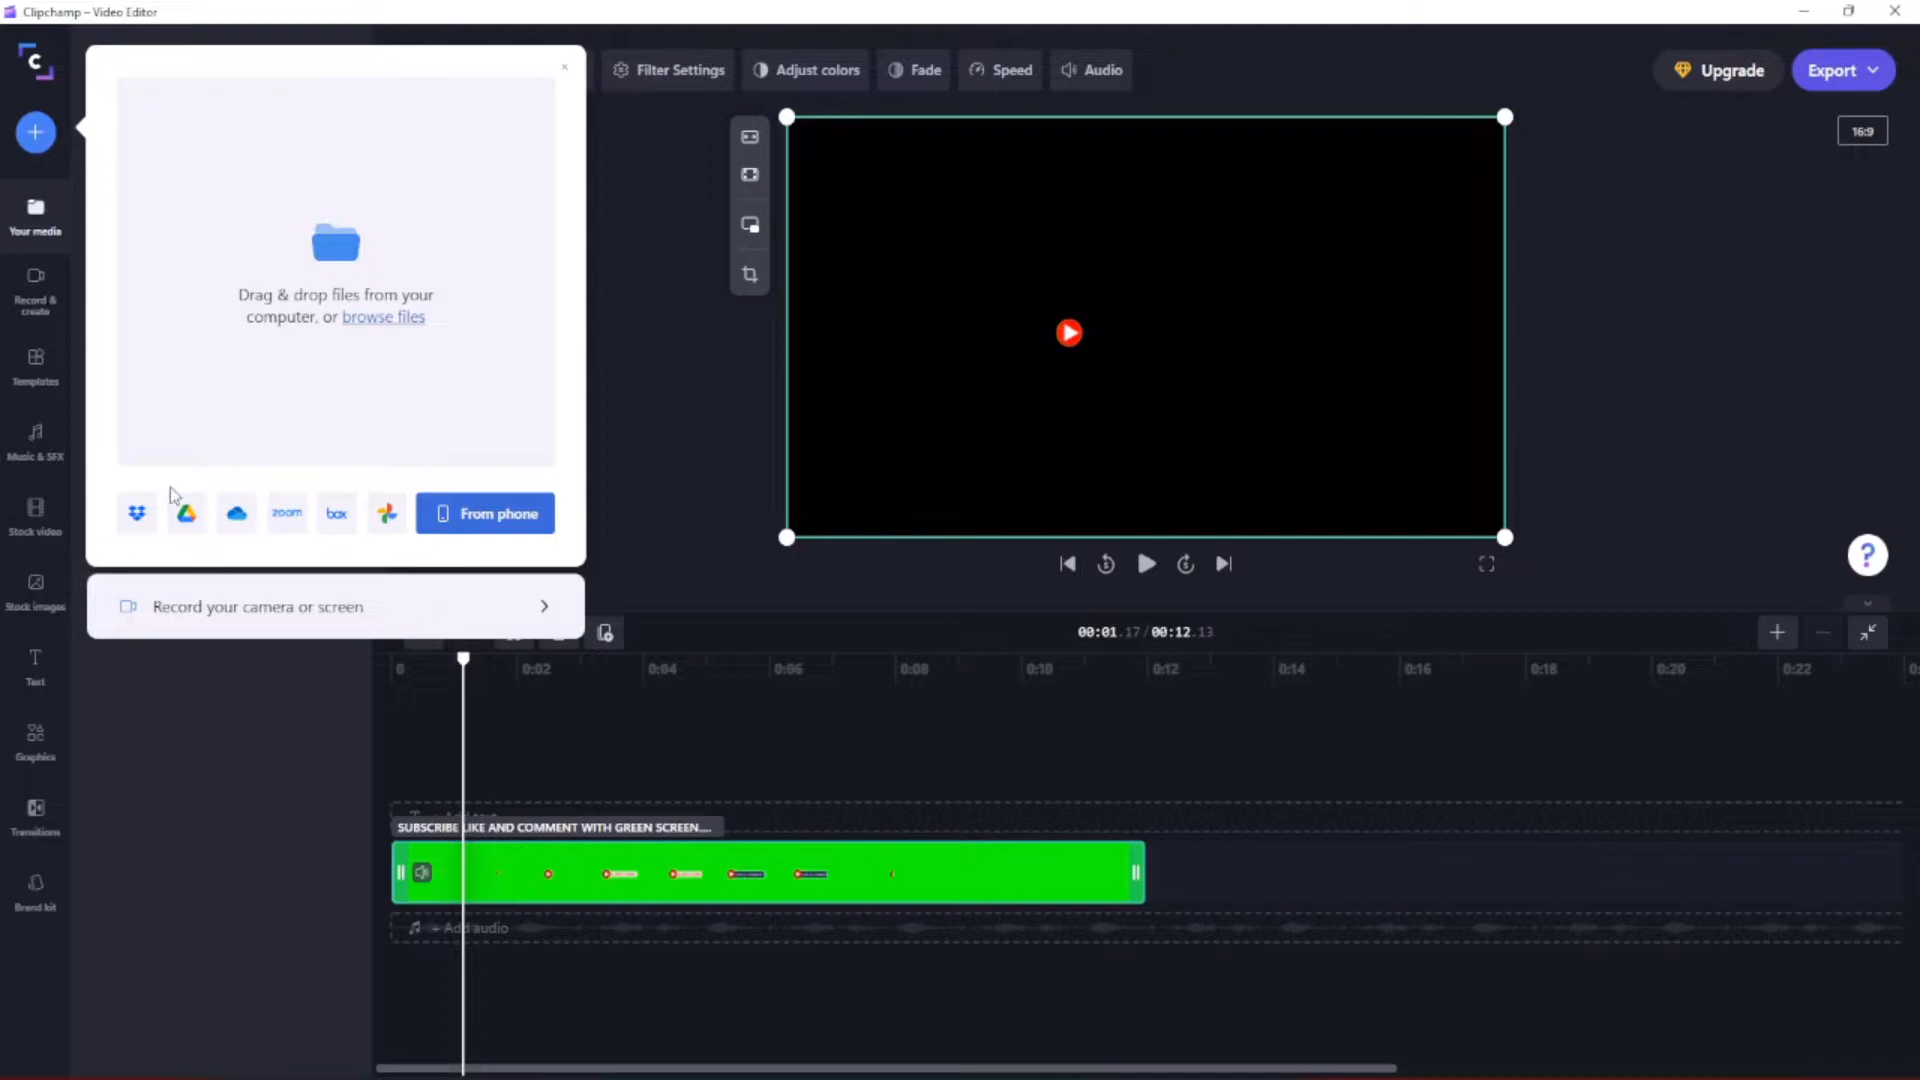 Clipchamp – Video Editor
Filter Settings
Adjust colors
Fade
Speed
Audio
Upgrade
Export
C
16:9
Your media
Record & create
Templates
Music & SFX
Stock video
Stock images
Text
Graphics
Transitions
Brand kit
Drag & drop files from your
computer, or browse files
zoom
box
From phone
Record your camera or screen
?
00:01.17 / 00:12.13
0
0:02
0:04
0:06
0:08
0:10
0:12
0:14
0:16
0:18
0:20
0:22
SUBSCRIBE LIKE AND COMMENT WITH GREEN SCREEN....
+ Add audio